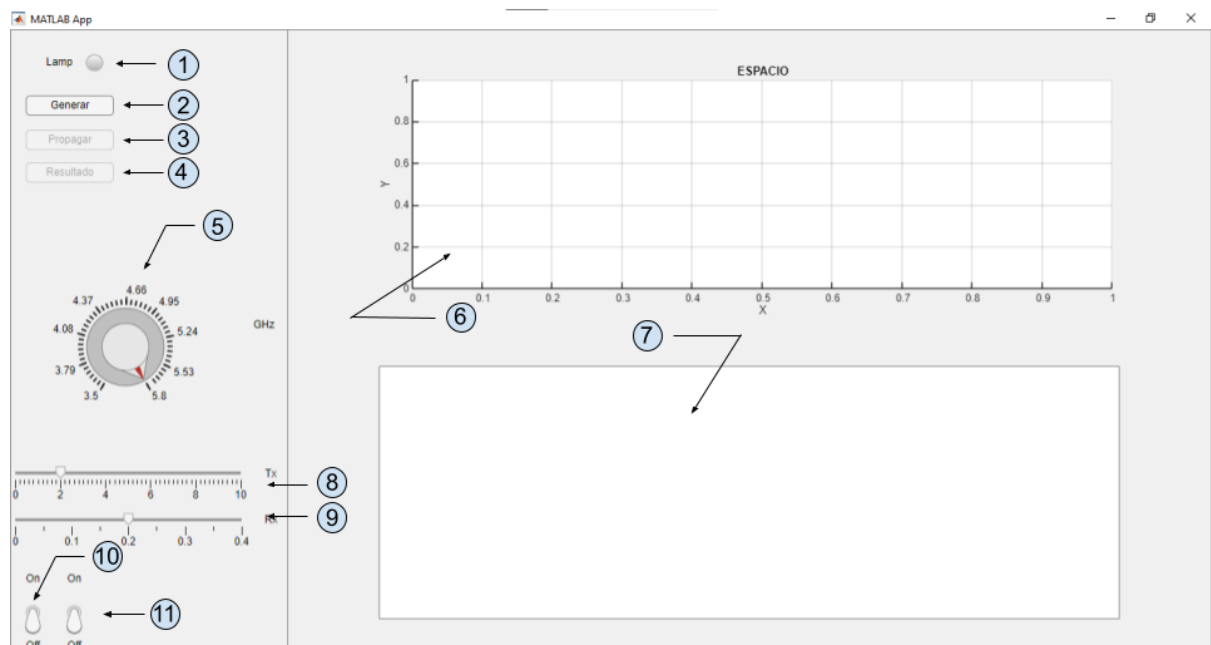 MATLAB App
Lamp
1
Generar
2
Propagar
3
Resultado
4
5
4.66
4.37
4.95
4.08
5.24
GHz
3.79
5.53
3.5
5.8
ESPACIO
1
0.8
0.6
Y
0.4
0.2
0
0 0.1 0.2 0.3 0.4 0.5 0.6 0.7 0.8 0.9 1
X
6
7
Tx
0 2 4 6 8 10
8
Rx
0 0.1 0.2 0.3 0.4
9
10
On On
11
Off Off